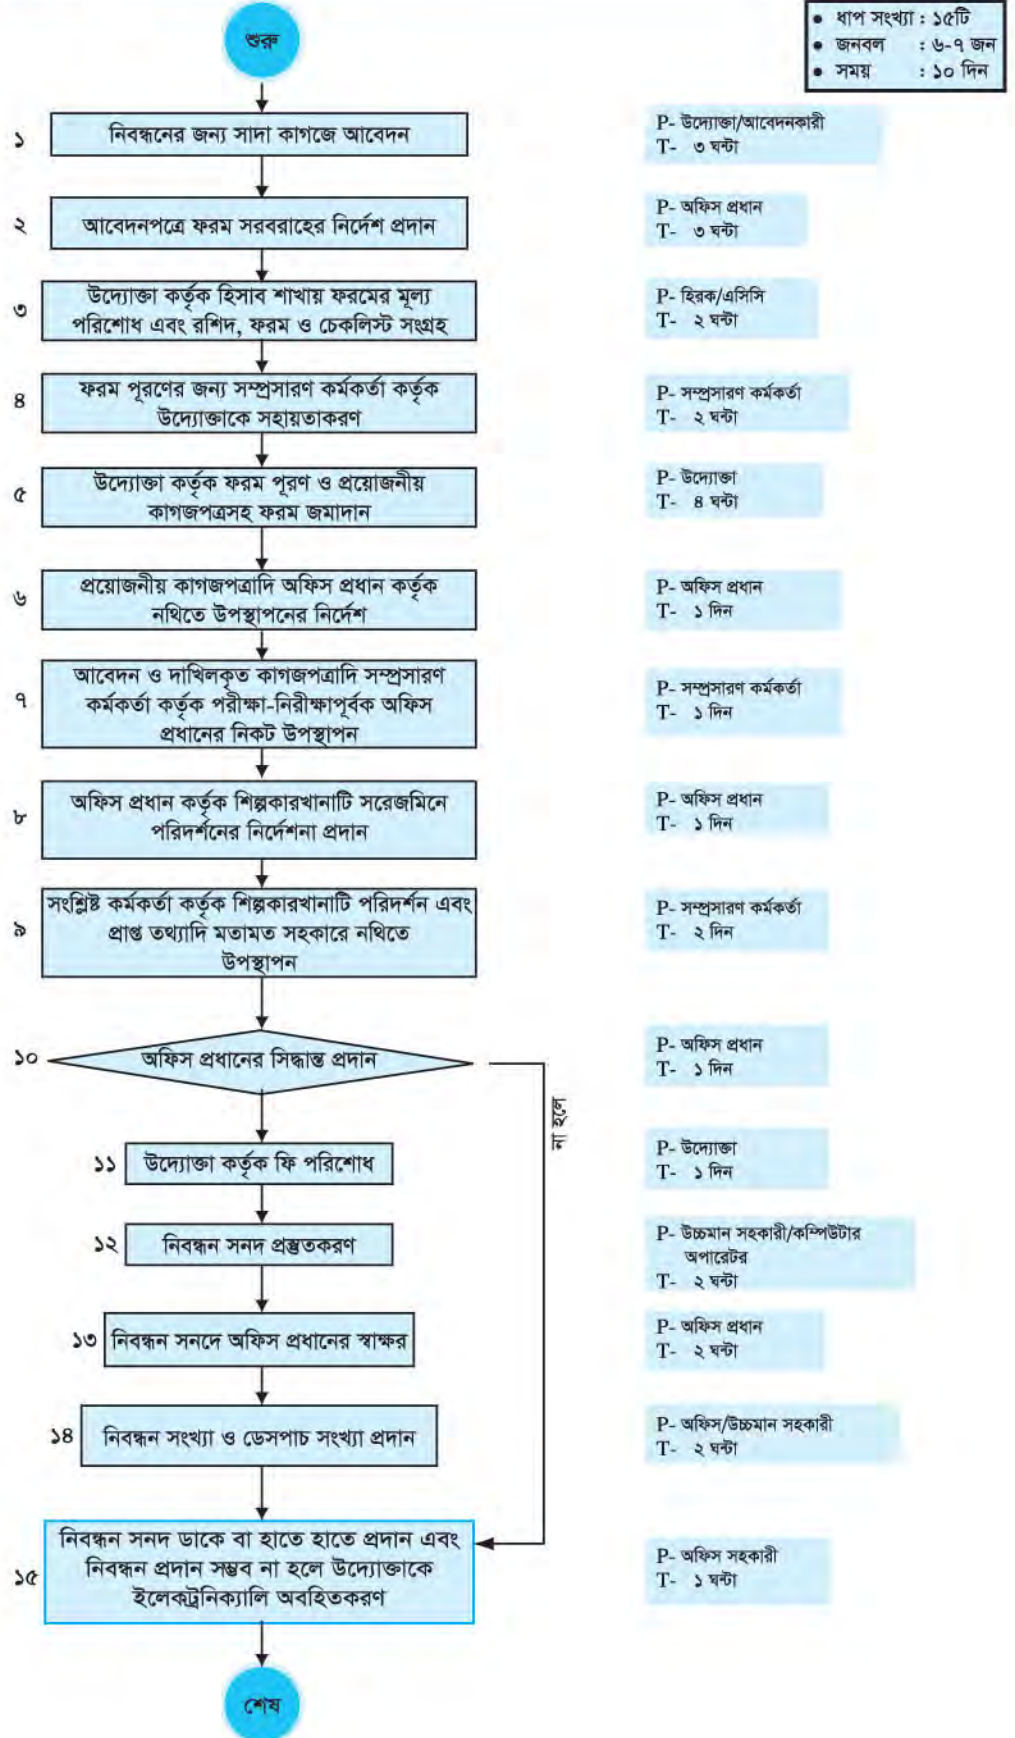 শুরু
• ধাপ সংখ্যা : ১৫টি
• জনবল : ৬-৭ জন
• সময় : ১০ দিন
১
নিবন্ধনের জন্য সাদা কাগজে আবেদন
P- উদ্যোক্তা/আবেদনকারী
T- ৩ ঘন্টা
২
আবেদনপত্রে ফরম সরবরাহের নির্দেশ প্রদান
P- অফিস প্রধান
T- ৩ ঘন্টা
৩
উদ্যোক্তা কর্তৃক হিসাব শাখায় ফরমের মূল্য
পরিশোধ এবং রশিদ, ফরম ও চেকলিস্ট সংগ্রহ
P- হিরক/এসিসি
T- ২ ঘন্টা
৪
ফরম পূরণের জন্য সম্প্রসারণ কর্মকর্তা কর্তৃক
উদ্যোক্তাকে সহায়তাকরণ
P- সম্প্রসারণ কর্মকর্তা
T- ২ ঘন্টা
৫
উদ্যোক্তা কর্তৃক ফরম পূরণ ও প্রয়োজনীয়
কাগজপত্রসহ ফরম জমাদান
P- উদ্যোক্তা
T- ৪ ঘন্টা
৬
প্রয়োজনীয় কাগজপত্রাদি অফিস প্রধান কর্তৃক
নথিতে উপস্থাপনের নির্দেশ
P- অফিস প্রধান
T- ১ দিন
৭
আবেদন ও দাখিলকৃত কাগজপত্রাদি সম্প্রসারণ
কর্মকর্তা কর্তৃক পরীক্ষা-নিরীক্ষাপূর্বক অফিস
প্রধানের নিকট উপস্থাপন
P- সম্প্রসারণ কর্মকর্তা
T- ১ দিন
৮
অফিস প্রধান কর্তৃক শিল্পকারখানাটি সরেজমিনে
পরিদর্শনের নির্দেশনা প্রদান
P- অফিস প্রধান
T- ১ দিন
৯
সংশ্লিষ্ট কর্মকর্তা কর্তৃক শিল্পকারখানাটি পরিদর্শন এবং
প্রাপ্ত তথ্যাদি মতামত সহকারে নথিতে
উপস্থাপন
P- সম্প্রসারণ কর্মকর্তা
T- ২ দিন
১০
অফিস প্রধানের সিদ্ধান্ত প্রদান
P- অফিস প্রধান
T- ১ দিন
না হলে
১১
উদ্যোক্তা কর্তৃক ফি পরিশোধ
P- উদ্যোক্তা
T- ১ দিন
১২
নিবন্ধন সনদ প্রস্তুতকরণ
P- উচ্চমান সহকারী/কম্পিউটার
অপারেটর
T- ২ ঘন্টা
১৩
নিবন্ধন সনদে অফিস প্রধানের স্বাক্ষর
P- অফিস প্রধান
T- ২ ঘন্টা
১৪
নিবন্ধন সংখ্যা ও ডেসপাচ সংখ্যা প্রদান
P- অফিস/উচ্চমান সহকারী
T- ২ ঘন্টা
১৫
নিবন্ধন সনদ ডাকে বা হাতে হাতে প্রদান এবং
নিবন্ধন প্রদান সম্ভব না হলে উদ্যোক্তাকে
ইলেকট্রনিক্যালি অবহিতকরণ
P- অফিস সহকারী
T- ১ ঘন্টা
শেষ